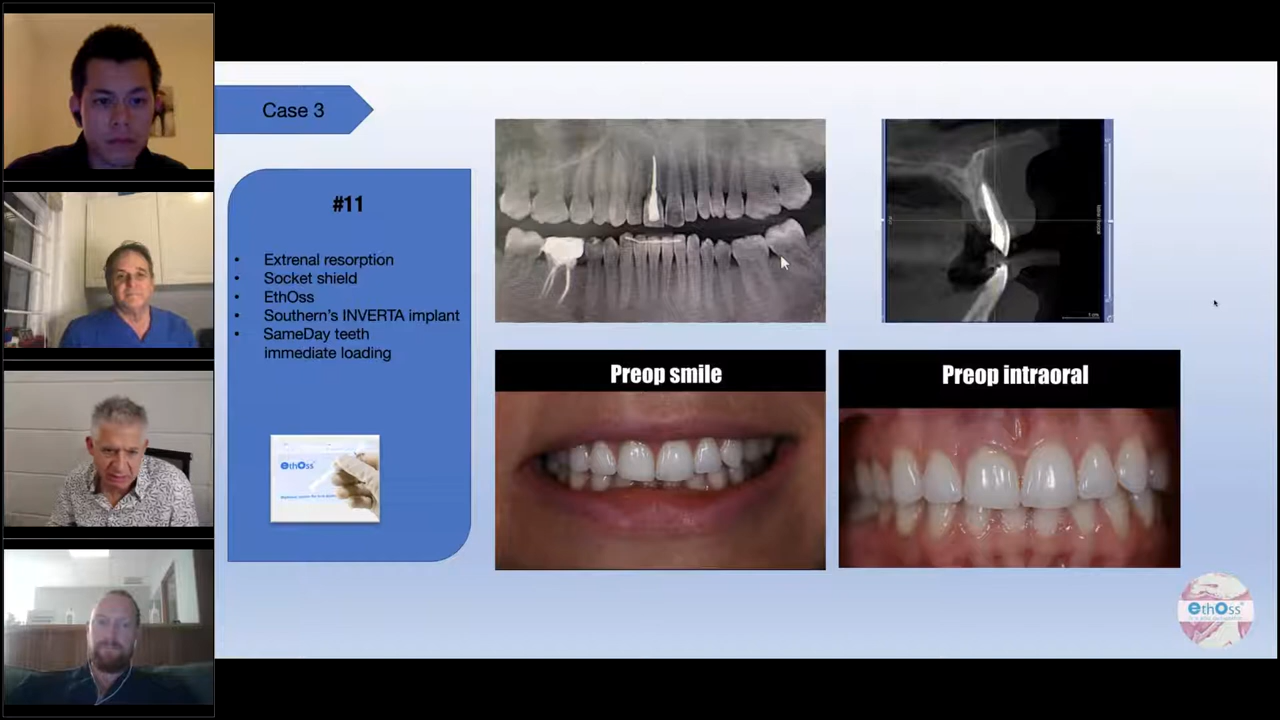 Case 3
#11
• Extrenal resorption
• Socket shield
• EthOss
• Southern's INVERTA implant
• SameDay teeth
immediate loading
ethOss
Preop smile
Preop intraoral
ethOss®